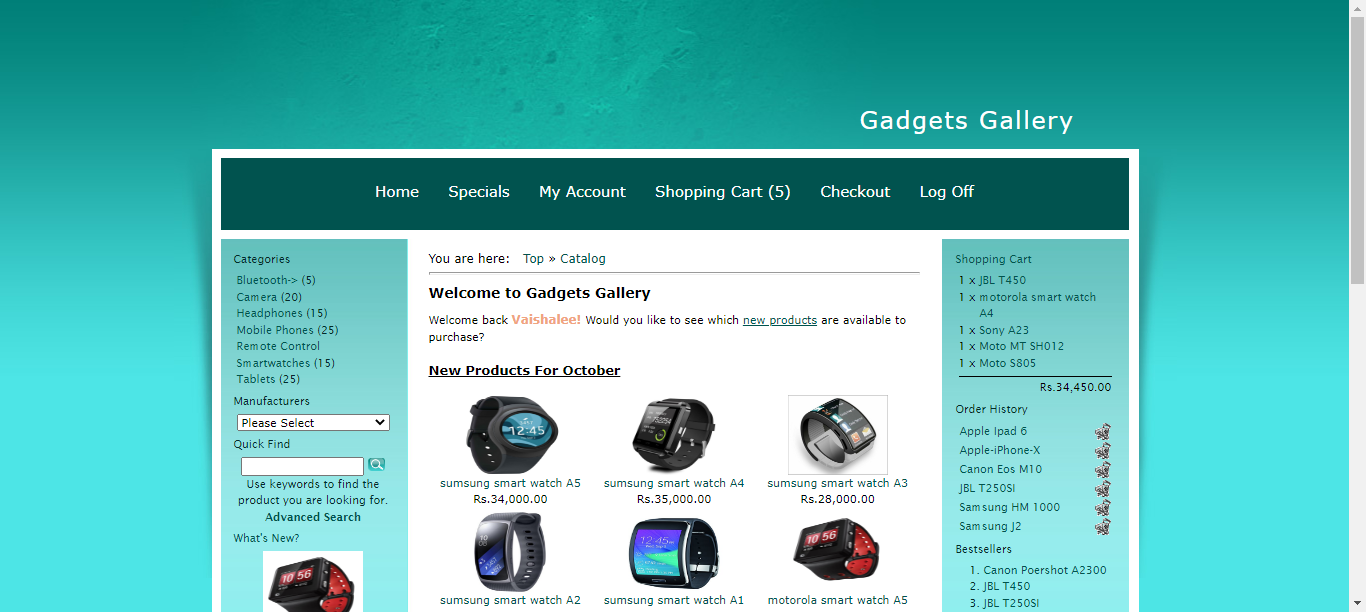 Gadgets Gallery
Home Specials My Account Shopping Cart (5) Checkout Log Off
Categories
Bluetooth-> (5)
Camera (20)
Headphones (15)
Mobile Phones (25)
Remote Control
Smartwatches (15)
Tablets (25)
Manufacturers
Please Select
Quick Find
Use keywords to find the
product you are looking for.
Advanced Search
What's New?
10 56
You are here: Top » Catalog
Welcome to Gadgets Gallery
Welcome back Vaishalee! Would you like to see which new products are available to
purchase?
New Products For October
12:45
sumsung smart watch A5
Rs.34,000.00
sumsung smart watch A4
Rs.35,000.00
sumsung smart watch A3
Rs.28,000.00
sumsung smart watch A2
12:45
sumsung smart watch A1
10 56
motorola smart watch A5
Shopping Cart
1 x JBL T450
1 x motorola smart watch
A4
1 x Sony A23
1 x Moto MT SH012
1 x Moto S805
Rs.34,450.00
Order History
Apple Ipad 6
Apple-iPhone-X
Canon Eos M10
JBL T250SI
Samsung HM 1000
Samsung J2
Bestsellers
1. Canon Poershot A2300
2. JBL T450
3. JBL T250SI